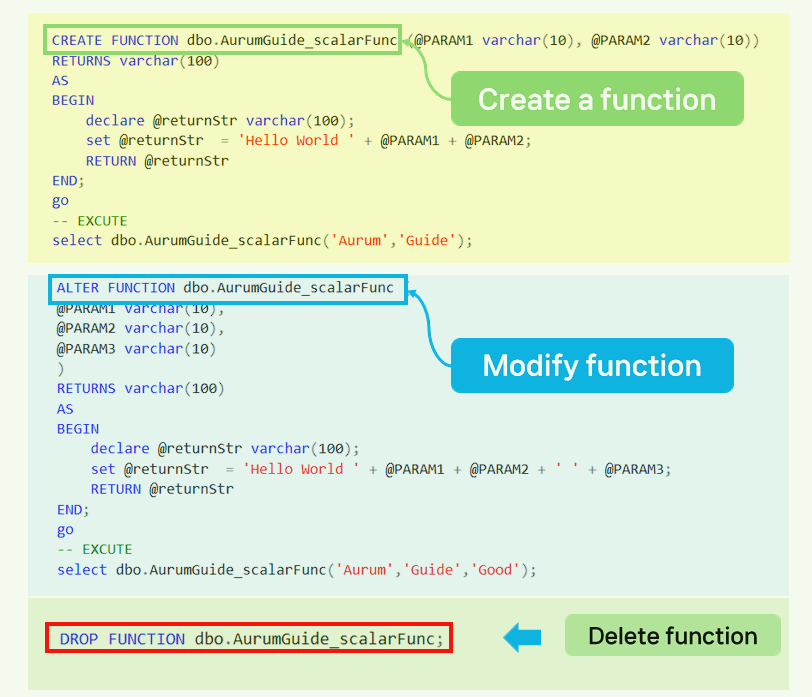 CREATE FUNCTION dbo.AurumGuide_scalarFunc (@PARAM1 varchar(10), @PARAM2 varchar(10))
RETURNS varchar(100)
AS
Create a function
BEGIN
declare @returnStr varchar(100);
set @returnStr = 'Hello World ' + @PARAM1 + @PARAM2;
RETURN @returnStr
END;
go
-- EXCUTE
select dbo.AurumGuide_scalarFunc('Aurum','Guide');
ALTER FUNCTION dbo.AurumGuide_scalarFunc
@PARAM1 varchar(10),
@PARAM2 varchar(10),
@PARAM3 varchar(10)
)
Modify function
RETURNS varchar(100)
AS
BEGIN
declare @returnStr varchar(100);
set @returnStr = 'Hello World ' + @PARAM1 + @PARAM2 + ' ' + @PARAM3;
RETURN @returnStr
END;
go
-- EXCUTE
select dbo.AurumGuide_scalarFunc('Aurum','Guide','Good');
DROP FUNCTION dbo.AurumGuide_scalarFunc;
Delete function